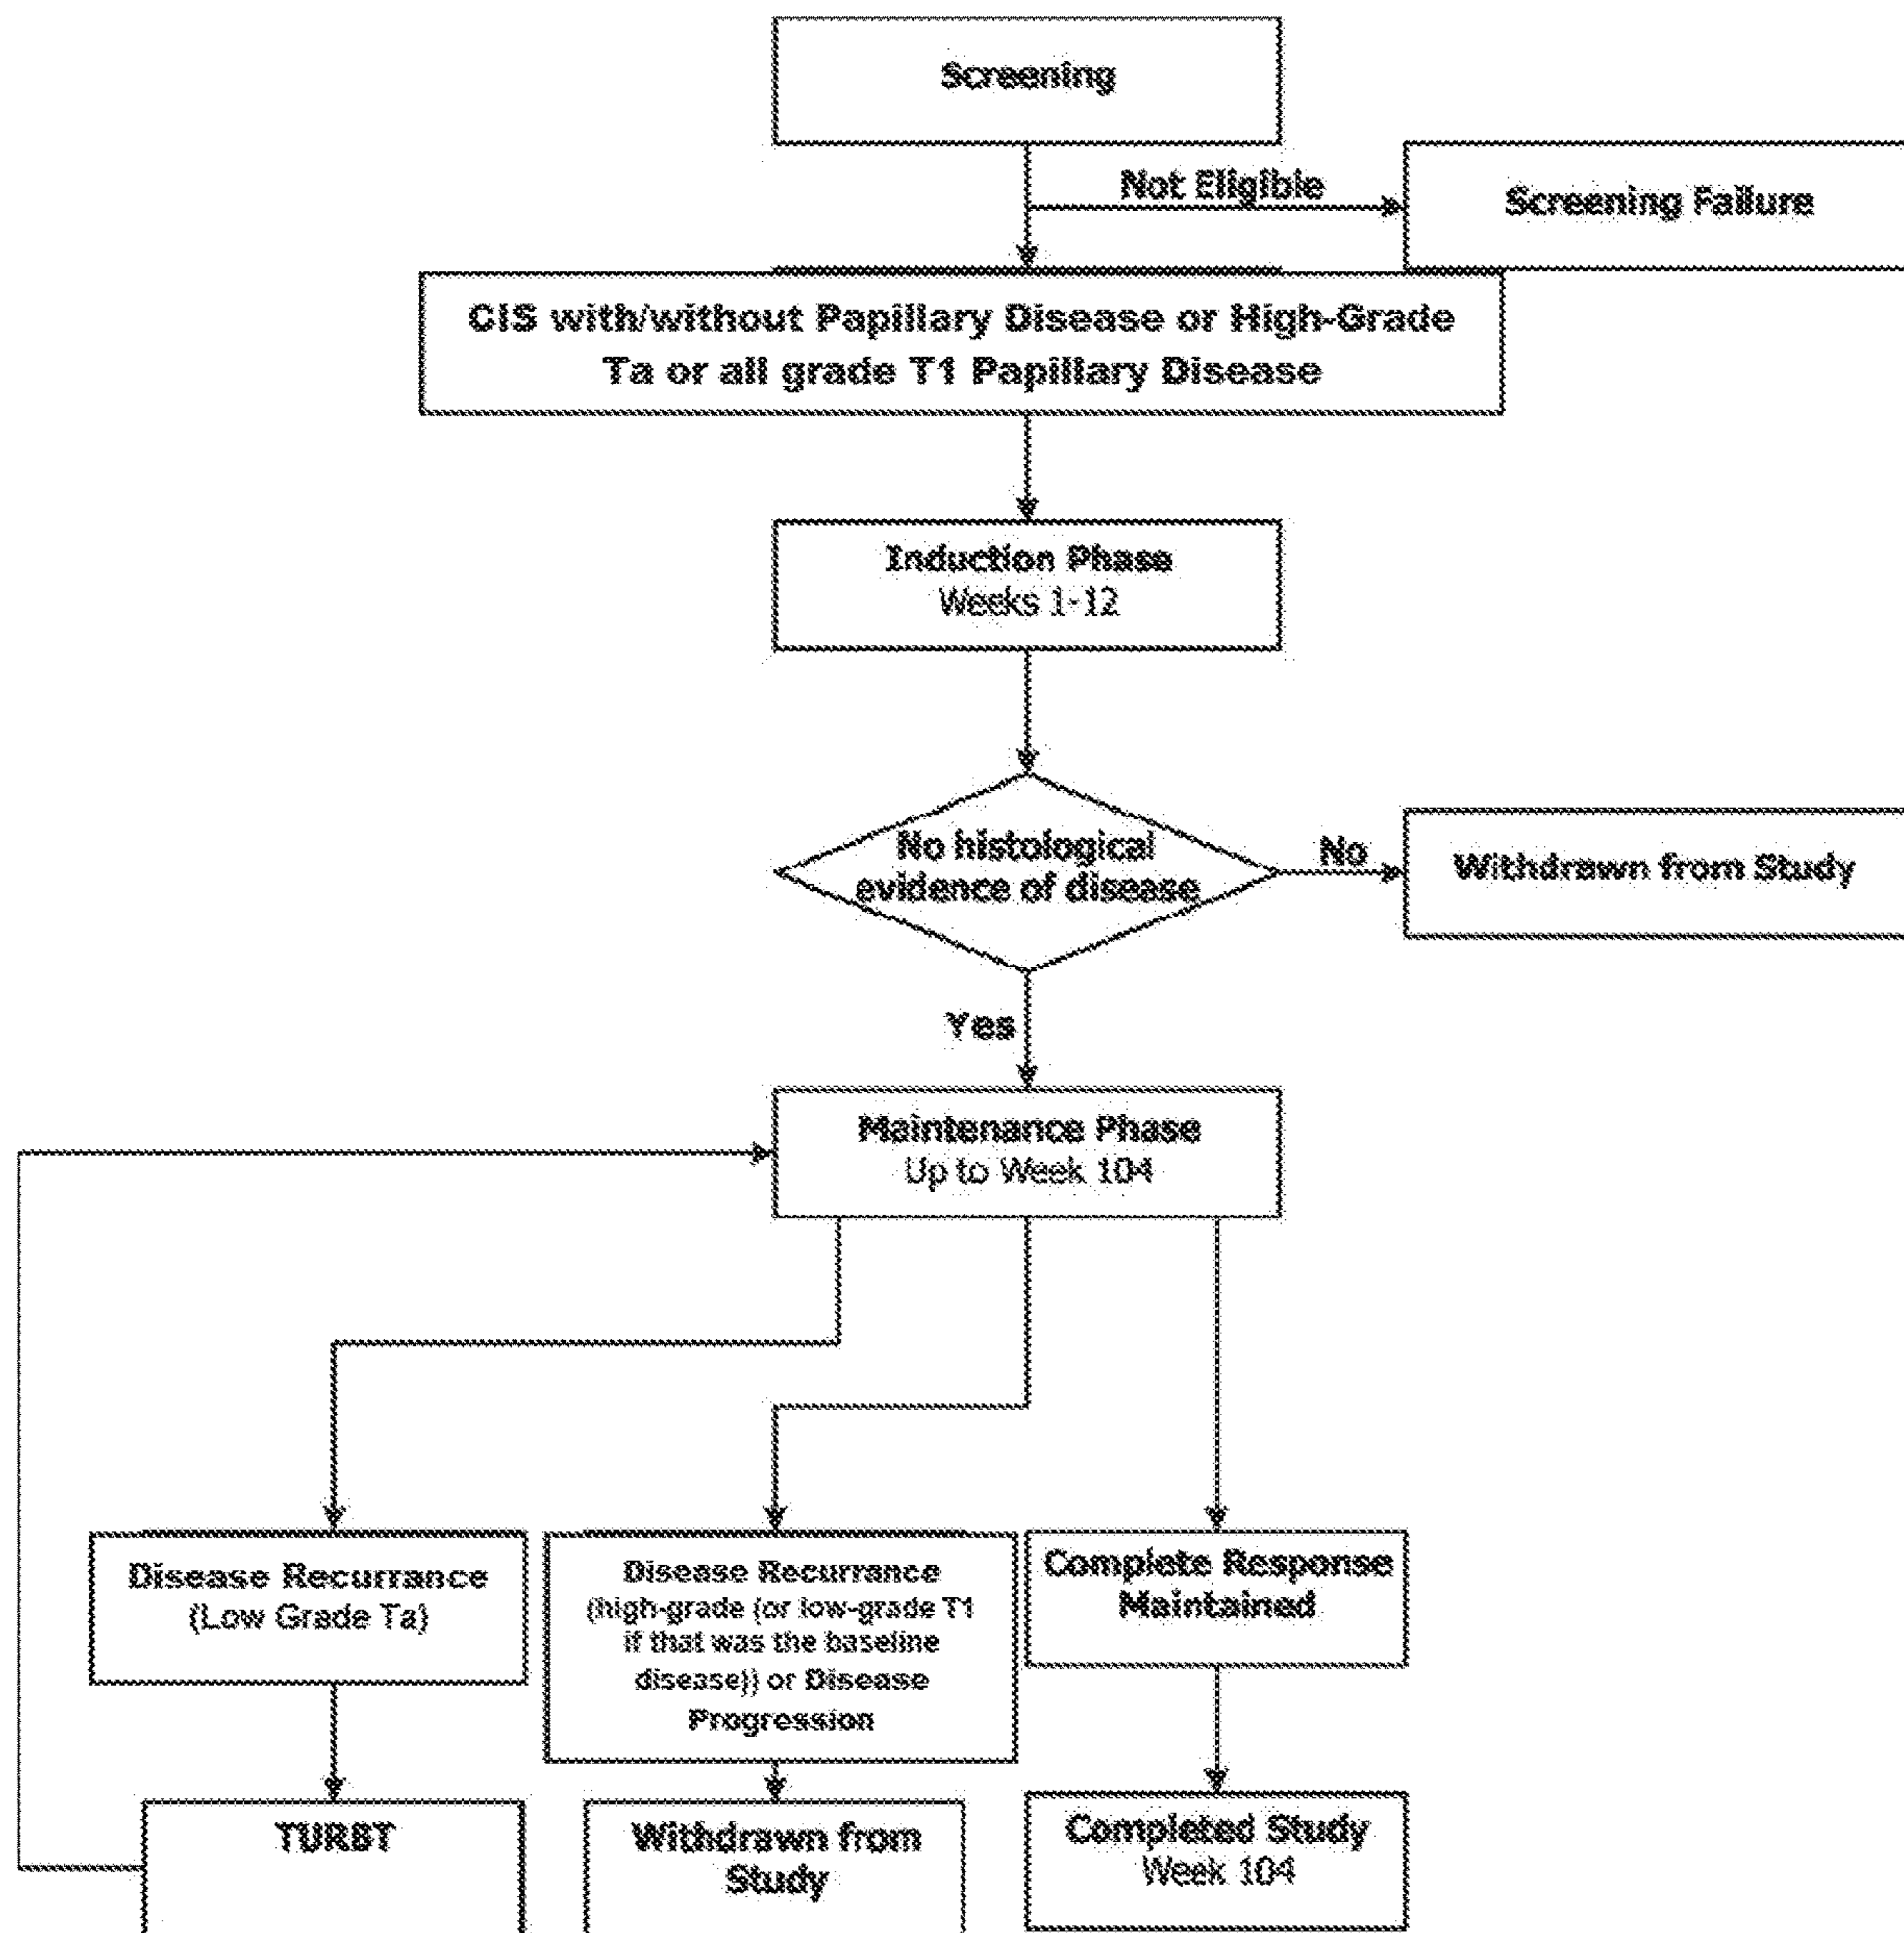 Screening
Not Eligible
Screening Failure
CIS with/without Papillary Disease or High-Grade
Ta or all grade T1 Papillary Disease
Induction Phase
Weeks 1-12
No histological
evidence of disease
No
Withdrawn from Study
Yes
Maintenance Phase
Up to Week 104
Disease Recurrance
(Low Grade Ta)
Disease Recurrance
(high-grade (or low-grade T1
if that was the baseline
disease)) or Disease
Progression
Complete Response
Maintained
TURBT
Withdrawn from
Study
Completed Study
Week 104